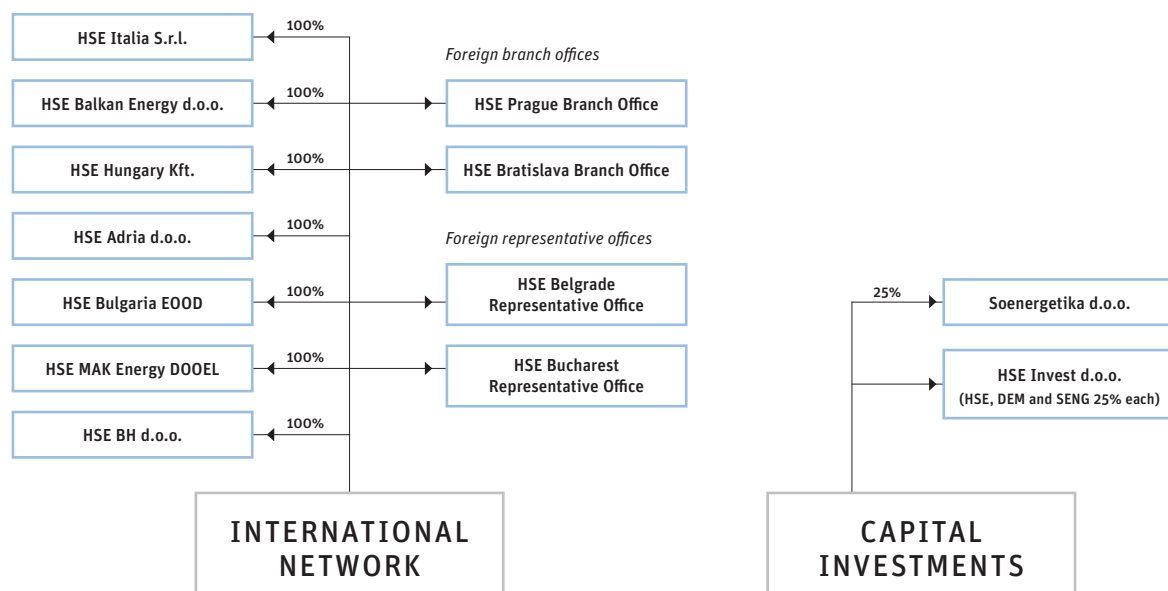 HSE Italia S.r.l.
100%
Foreign branch offices
HSE Balkan Energy d.o.o.
100%
HSE Prague Branch Office
HSE Hungary Kft.
100%
HSE Bratislava Branch Office
HSE Adria d.o.o.
100%
Foreign representative offices
HSE Bulgaria EOOD
100%
HSE Belgrade
Representative Office
25%
Soenergetika d.o.o.
HSE MAK Energy DOOEL
100%
HSE Bucharest
Representative Office
HSE Invest d.o.o.
(HSE, DEM and SENG 25% each)
HSE BH d.o.o.
100%
INTERNATIONAL
NETWORK
CAPITAL
INVESTMENTS